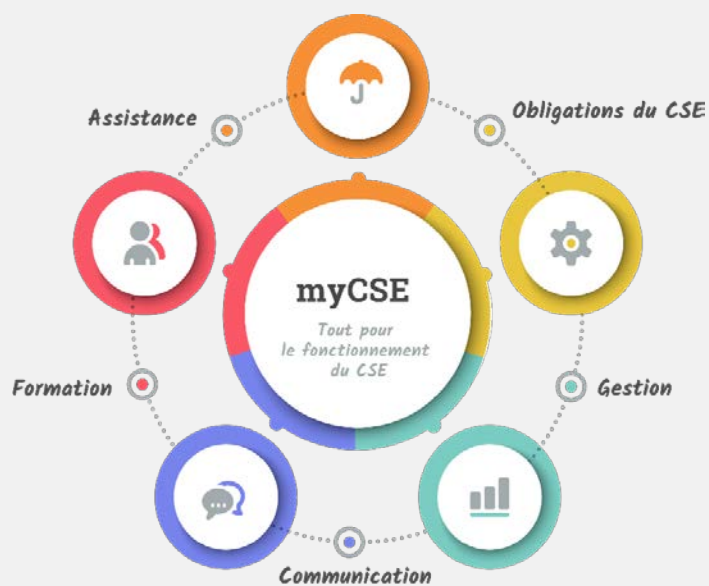 Assistance
Obligations du CSE
myCSE
Tout pour
le fonctionnement
du CSE
Formation
Gestion
Communication